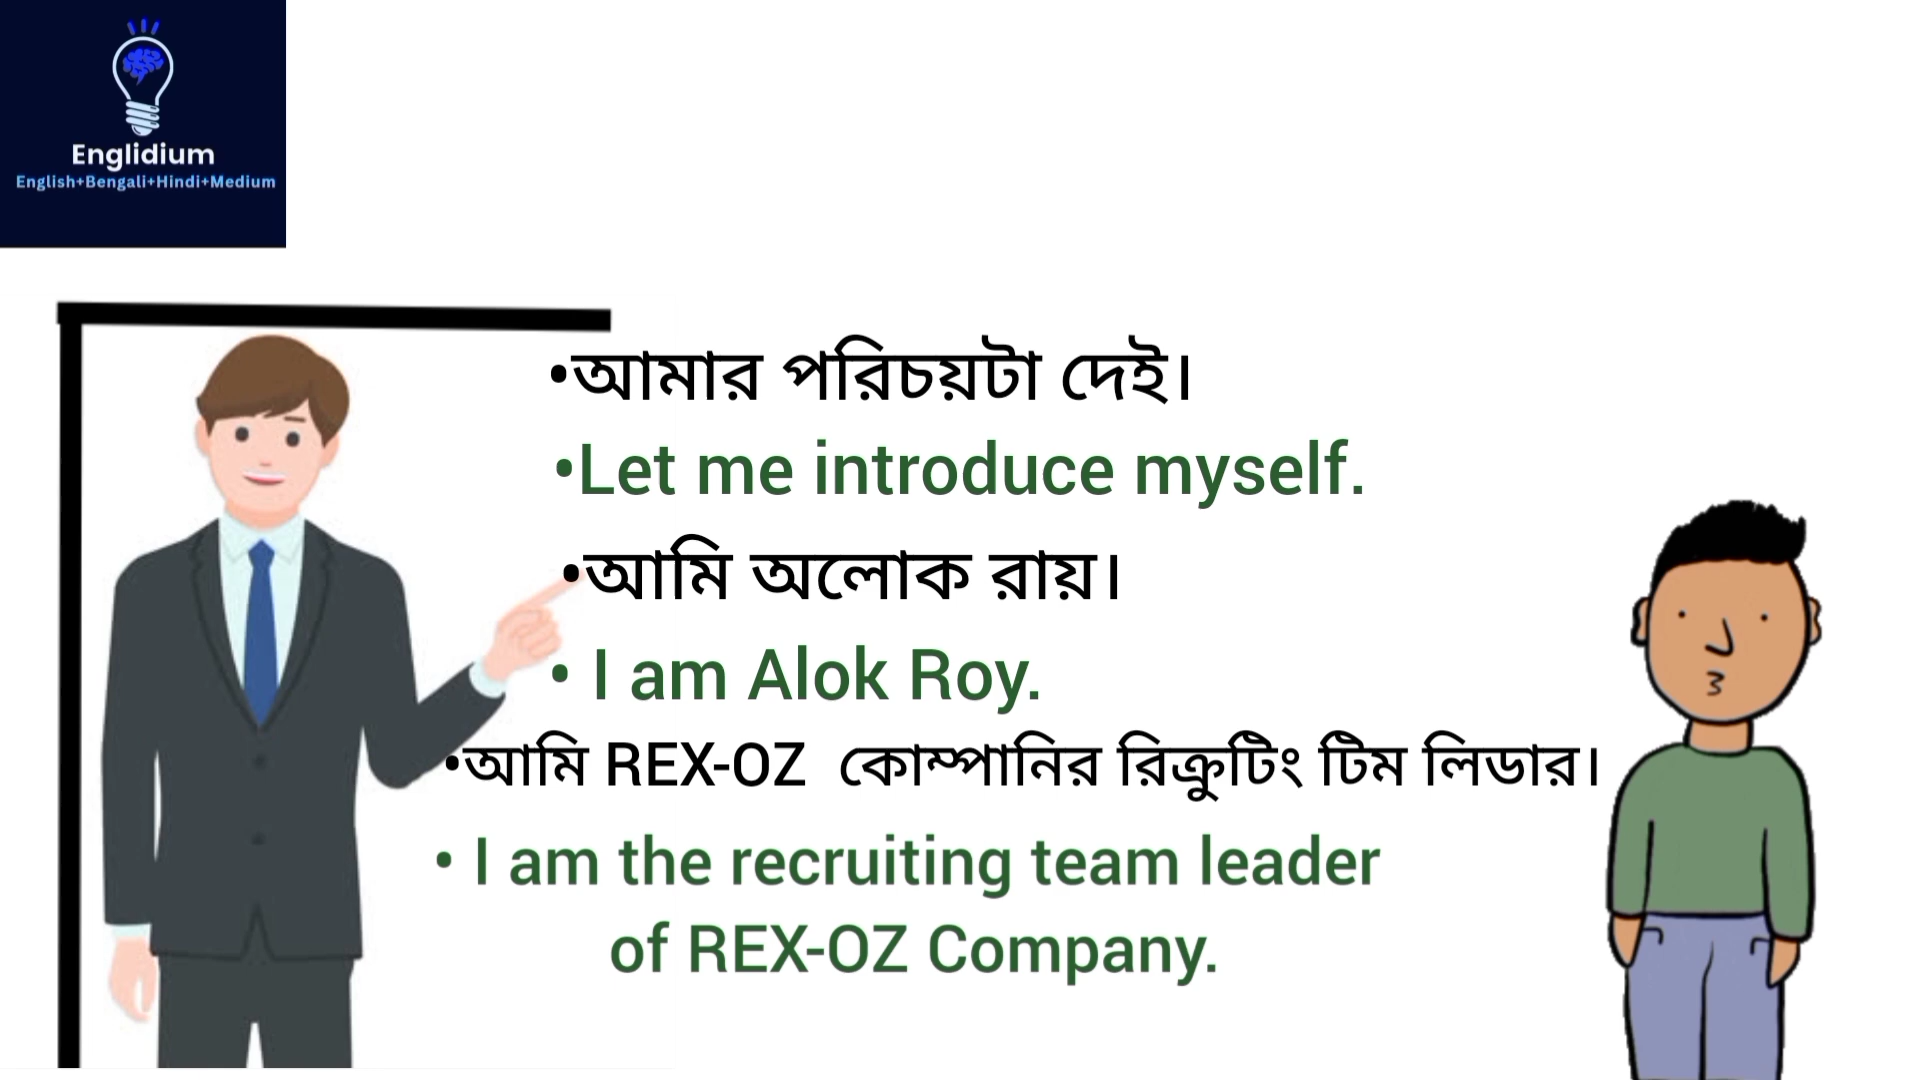 Englidium
English+Bengali+Hindi+Medium
•আমার পরিচয়টা দেই।
•Let me introduce myself.
•আমি অলোক রায়।
• I am Alok Roy.
•আমি REX-OZ কোম্পানির রিক্রুটিং টিম লিডার।
• I am the recruiting team leader
of REX-OZ Company.